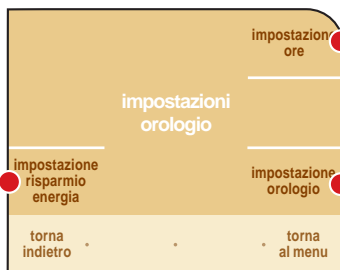 impostazione
ore
impostazioni
orologio
impostazione
risparmio
energia
impostazione
orologio
torna
indietro
torna
al menu